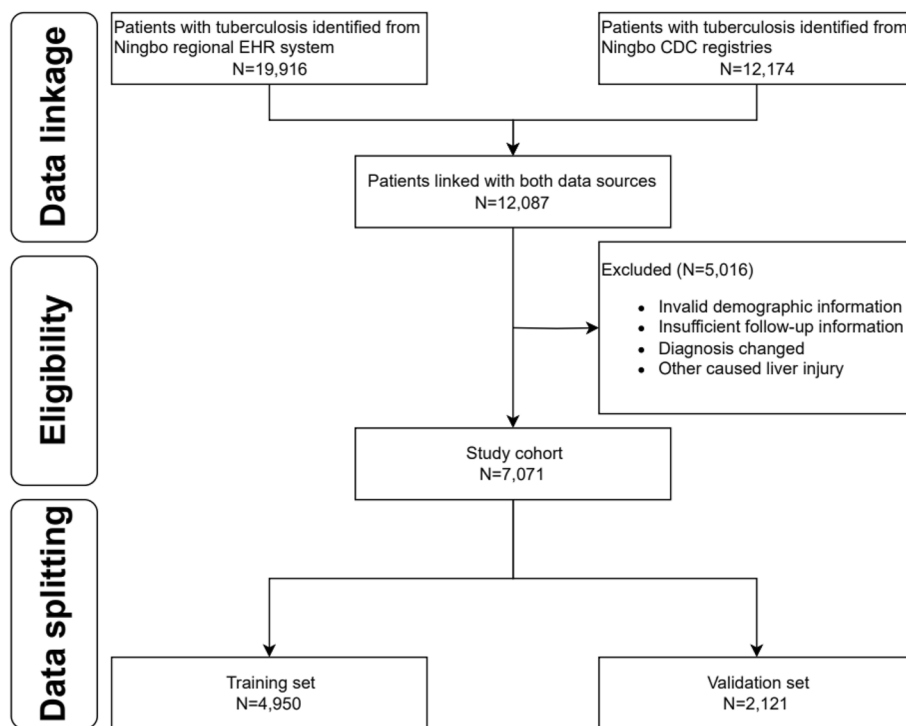 Data linkage
Patients with tuberculosis identified from
Ningbo regional EHR system
N=19,916
Patients with tuberculosis identified from
Ningbo CDC registries
N=12,174
Patients linked with both data sources
N=12,087
Eligibility
Excluded (N=5,016)
• Invalid demographic information
• Insufficient follow-up information
• Diagnosis changed
• Other caused liver injury
Study cohort
N=7,071
Data splitting
Training set
N=4,950
Validation set
N=2,121